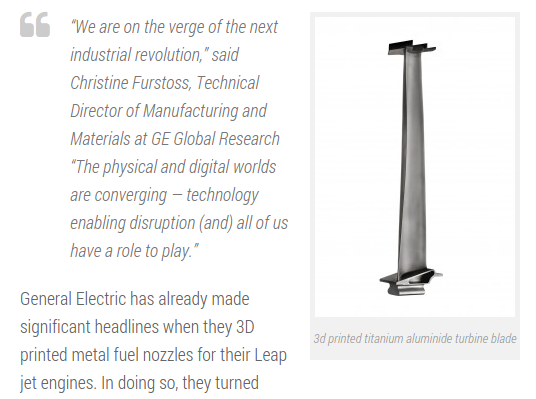 “We are on the verge of the next
industrial revolution,” said
Christine Furstoss, Technical
Director of Manufacturing and
Materials at GE Global Research
“The physical and digital worlds
are converging — technology
enabling disruption (and) all of us
have a role to play.”
General Electric has already made
significant headlines when they 3D
printed metal fuel nozzles for their Leap
jet engines. In doing so, they turned
3d printed titanium aluminide turbine blade